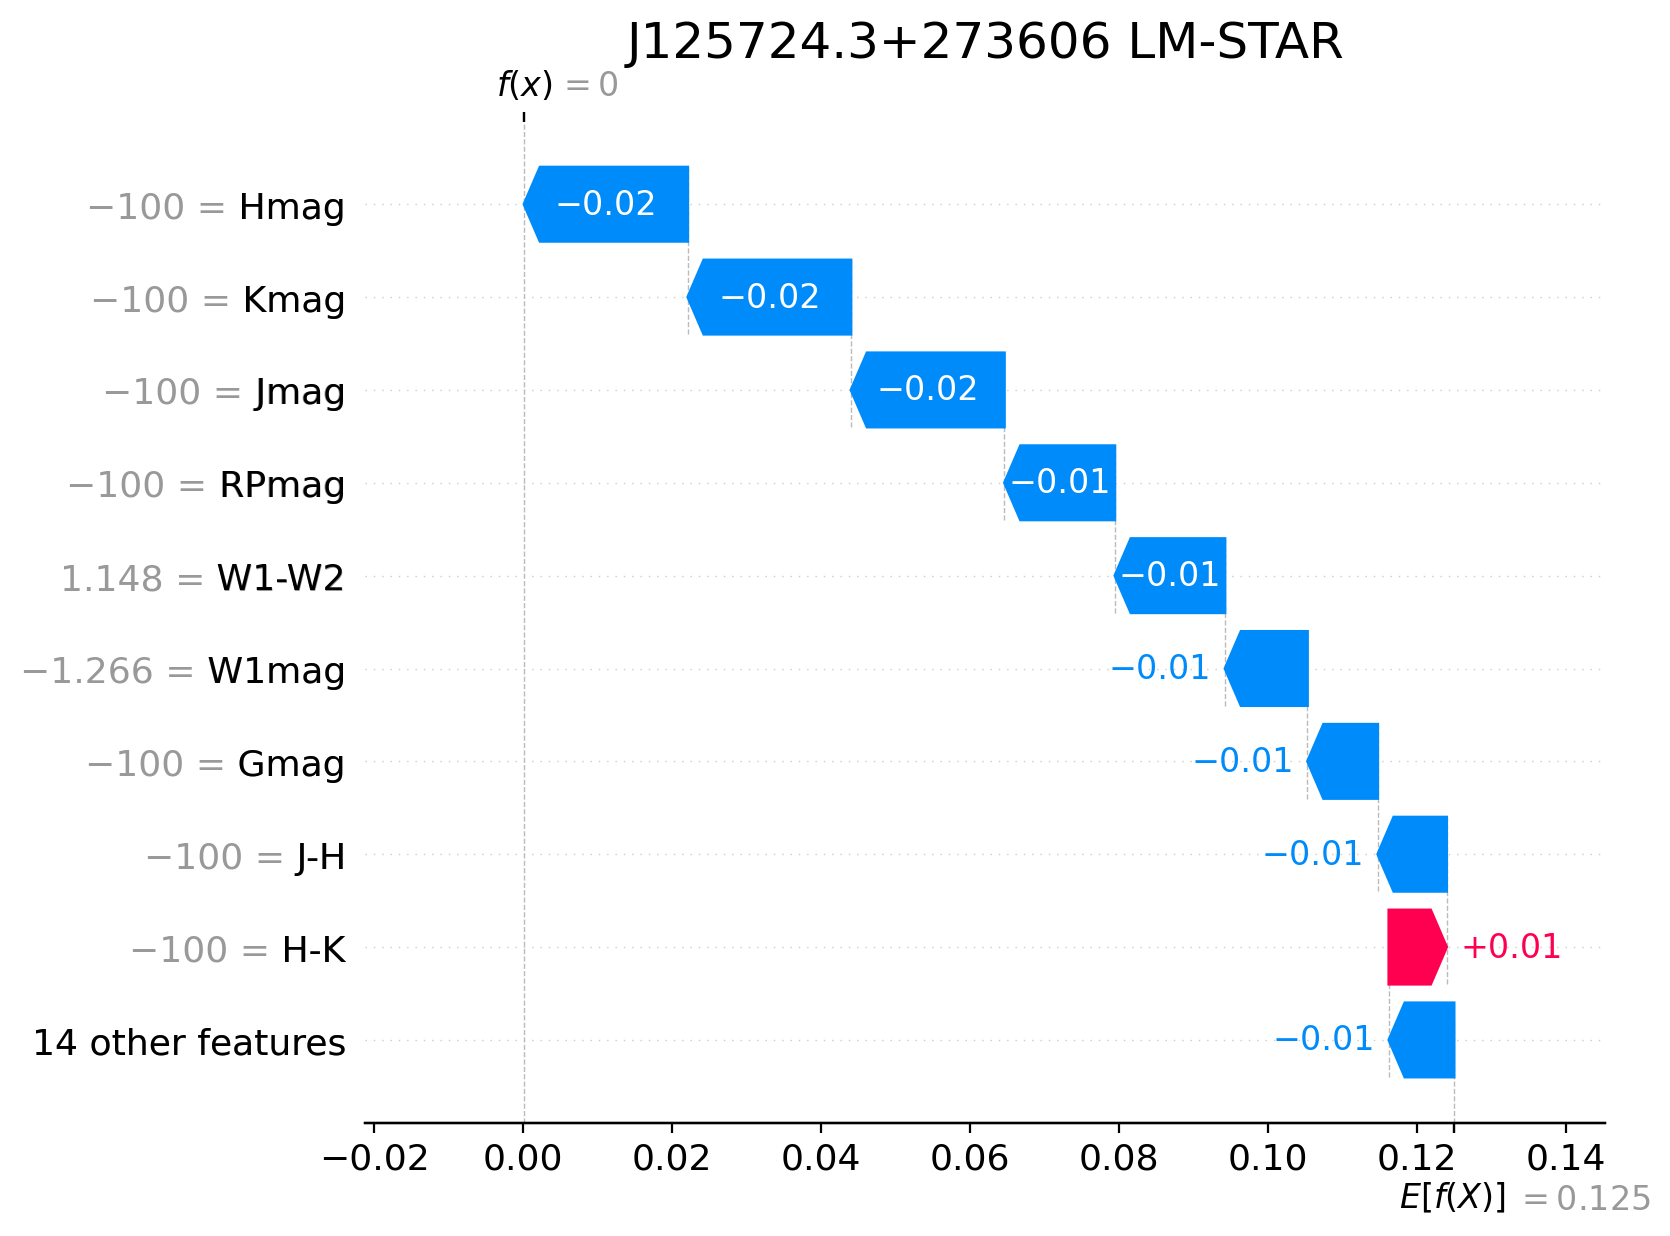 J125724.3+273606 LM-STAR
f(x) = 0
−100 = Hmag −0.02
−100 = Kmag −0.02
−100 = Jmag −0.02
−100 = RPmag −0.01
1.148 = W1-W2 −0.01
−1.266 = W1mag −0.01
−100 = Gmag −0.01
−100 = J-H −0.01
−100 = H-K +0.01
14 other features −0.01
−0.02 0.00 0.02 0.04 0.06 0.08 0.10 0.12 0.14
E[f(X)] = 0.125